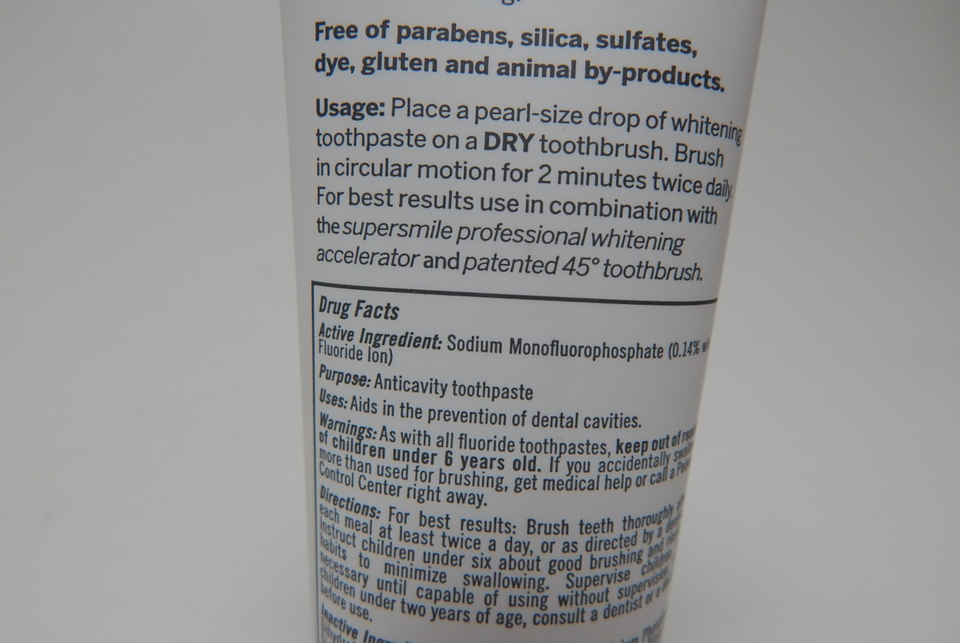 Free of parabens, silica, sulfates,
dye, gluten and animal by-products.
Usage: Place a pearl-size drop of whitening
toothpaste on a DRY toothbrush. Brush
in circular motion for 2 minutes twice daily.
For best results use in combination with
the supersmile professional whitening
accelerator and patented 45° toothbrush.
Drug Facts
Active Ingredient: Sodium Monofluorophosphate (0.14%
Fluoride Ion)
Purpose: Anticavity toothpaste
Uses: Aids in the prevention of dental cavities.
Warnings: As with all fluoride toothpastes, keep out of
of children under 6 years old. If you accidentally
more than used for brushing, get medical help or call a
Control Center right away.
Directions: For best results: Brush teeth thoroughly
each meal at least twice a day, or as directed by a
Instruct children under six about good brushing and
habits to minimize swallowing. Supervise
necessary until capable of using without supervision.
children under two years of age, consult a dentist or a
before use.
Inactive